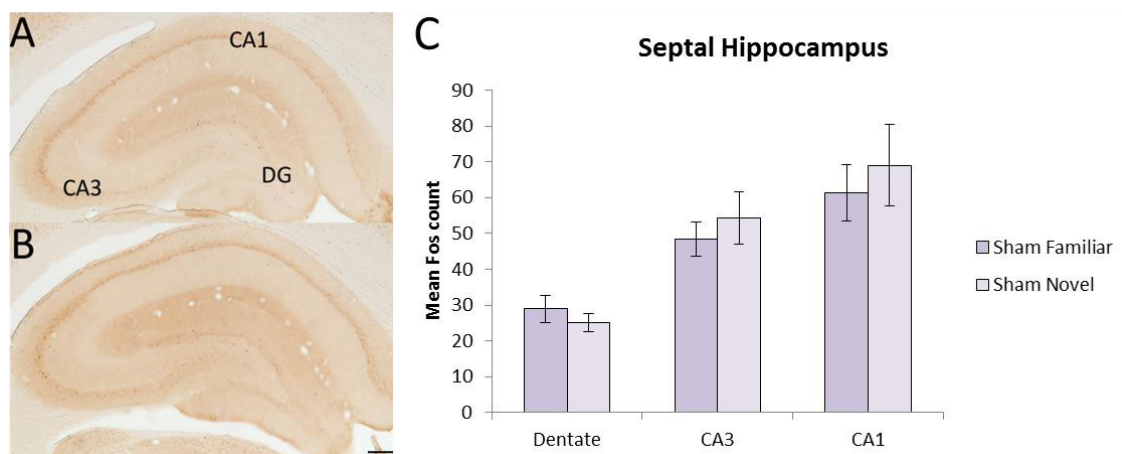 A
CA1
CA3
DG
B
C
Septal Hippocampus
Mean Fos count
90
80
70
60
50
40
30
20
10
0
Dentate
CA3
CA1
Sham Familiar
Sham Novel